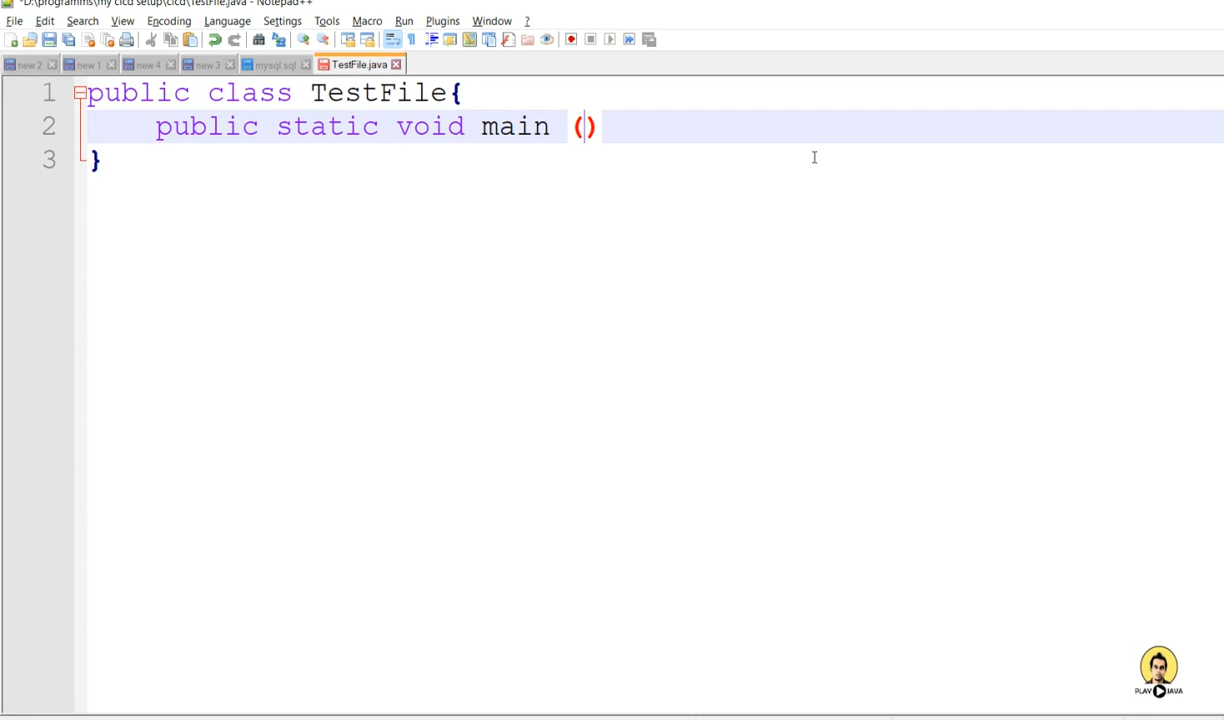 *D:\programms\my cicd setup\cicd\TestFile.java - Notepad++
File Edit Search View Encoding Language Settings Tools Macro Run Plugins Window ?
new 2 new 1 new 4 new 3 mysql.sql TestFile.java
1 public class TestFile{
2 public static void main ()
3 }
PLAY JAVA